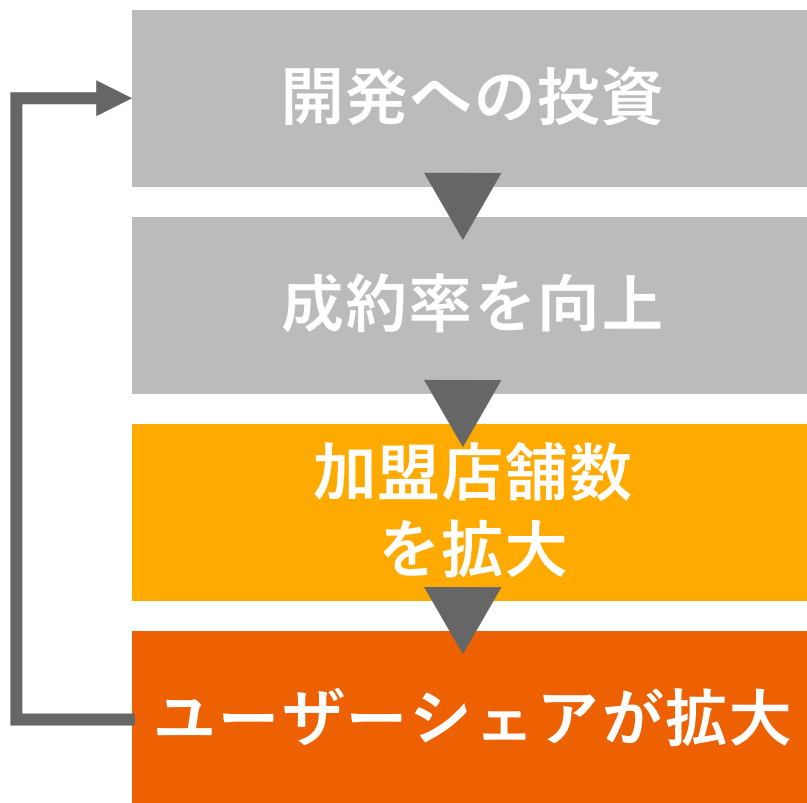 開発への投資
成約率を向上
加盟店舗数
を拡大
ユーザーシェアが拡大